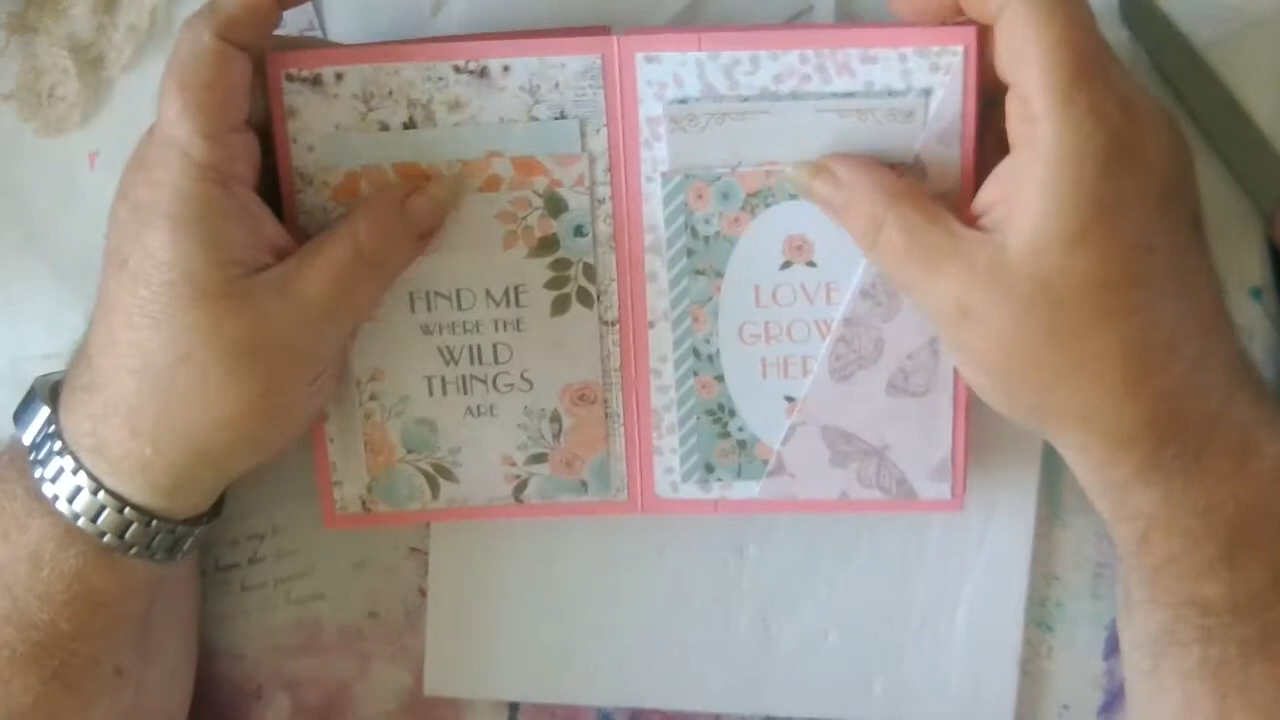 FIND ME
WHERE THE
WILD
THINGS
ARE
LOVE
GROW
HER